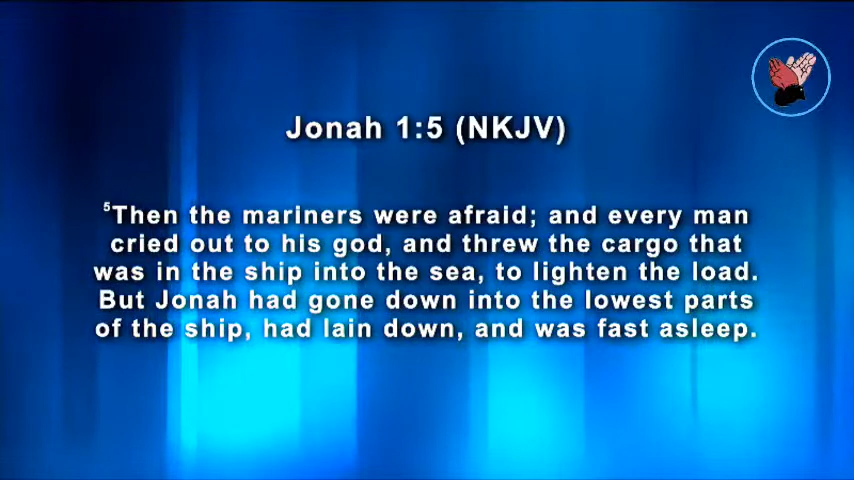 Jonah 1:5 (NKJV)
⁵Then the mariners were afraid; and every man
cried out to his god, and threw the cargo that
was in the ship into the sea, to lighten the load.
But Jonah had gone down into the lowest parts
of the ship, had lain down, and was fast asleep.